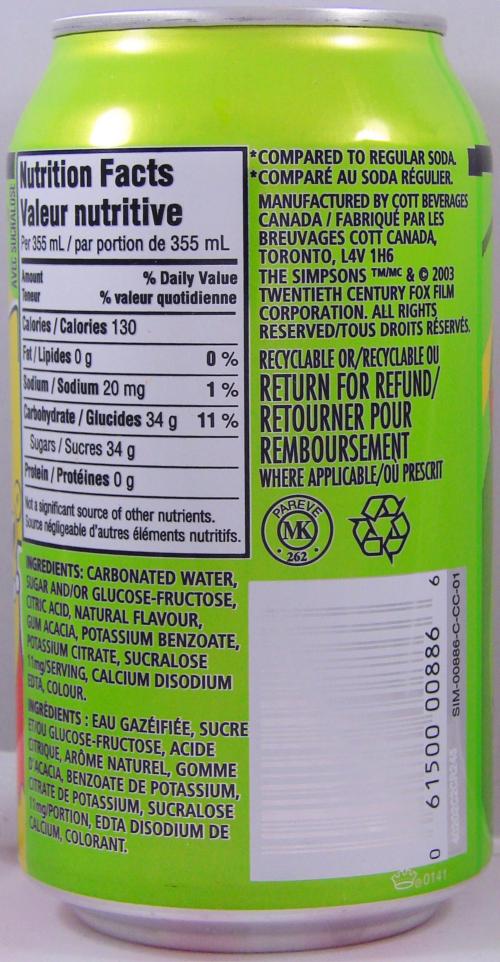 AVEC SUCRALOSE
Nutrition Facts
Valeur nutritive
Per 355 mL / par portion de 355 mL
Amount % Daily Value
Teneur % valeur quotidienne
Calories / Calories 130
Fat / Lipides 0 g 0 %
Sodium / Sodium 20 mg 1 %
Carbohydrate / Glucides 34 g 11 %
Sugars / Sucres 34 g
Protein / Protéines 0 g
Not a significant source of other nutrients.
Source négligeable d'autres éléments nutritifs.
INGREDIENTS: CARBONATED WATER,
SUGAR AND/OR GLUCOSE-FRUCTOSE,
CITRIC ACID, NATURAL FLAVOUR,
GUM ACACIA, POTASSIUM BENZOATE,
POTASSIUM CITRATE, SUCRALOSE
11mg/SERVING, CALCIUM DISODIUM
EDTA, COLOUR.
INGRÉDIENTS : EAU GAZÉIFIÉE, SUCRE
ET/OU GLUCOSE-FRUCTOSE, ACIDE
CITRIQUE, ARÔME NATUREL, GOMME
D'ACACIA, BENZOATE DE POTASSIUM,
CITRATE DE POTASSIUM, SUCRALOSE
11mg/PORTION, EDTA DISODIUM DE
CALCIUM, COLORANT.
*COMPARED TO REGULAR SODA.
*COMPARÉ AU SODA RÉGULIER.
MANUFACTURED BY COTT BEVERAGES
CANADA / FABRIQUÉ PAR LES
BREUVAGES COTT CANADA,
TORONTO, L4V 1H6
THE SIMPSONS TM/MC & © 2003
TWENTIETH CENTURY FOX FILM
CORPORATION. ALL RIGHTS
RESERVED/TOUS DROITS RÉSERVÉS.
RECYCLABLE OR/RECYCLABLE OU
RETURN FOR REFUND/
RETOURNER POUR
REMBOURSEMENT
WHERE APPLICABLE/OÙ PRESCRIT
PAREVE
MK
262
0 61500 00886 6
SIM-00886-C-CC-01
0141